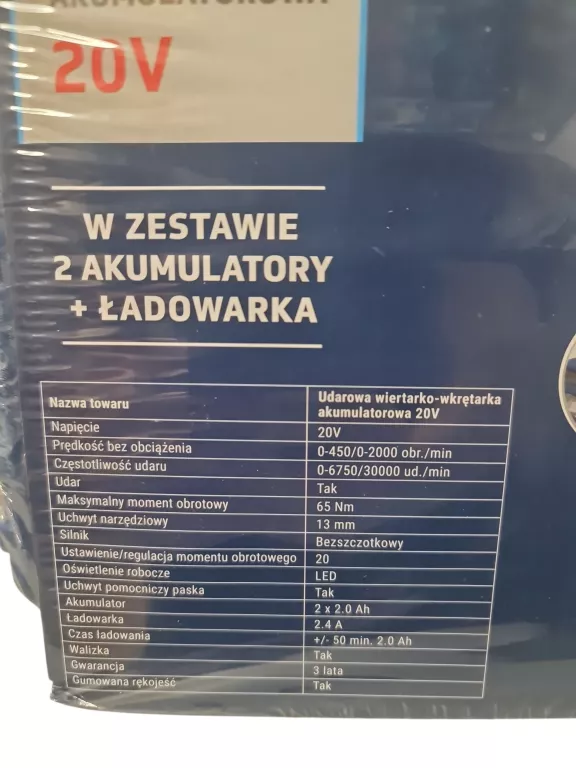 AKUMULATOROWA
20V
W ZESTAWIE
2 AKUMULATORY
+ ŁADOWARKA
Nazwa towaru Udarowa wiertarko-wkrętarka
akumulatorowa 20V
Napięcie 20V
Prędkość bez obciążenia 0-450/0-2000 obr./min
Częstotliwość udaru 0-6750/30000 ud./min
Udar Tak
Maksymalny moment obrotowy 65 Nm
Uchwyt narzędziowy 13 mm
Silnik Bezszczotkowy
Ustawienie/regulacja momentu obrotowego 20
Oświetlenie robocze LED
Uchwyt pomocniczy paska Tak
Akumulator 2 x 2.0 Ah
Ładowarka 2.4 A
Czas ładowania +/- 50 min. 2.0 Ah
Walizka Tak
Gwarancja 3 lata
Gumowana rękojeść Tak